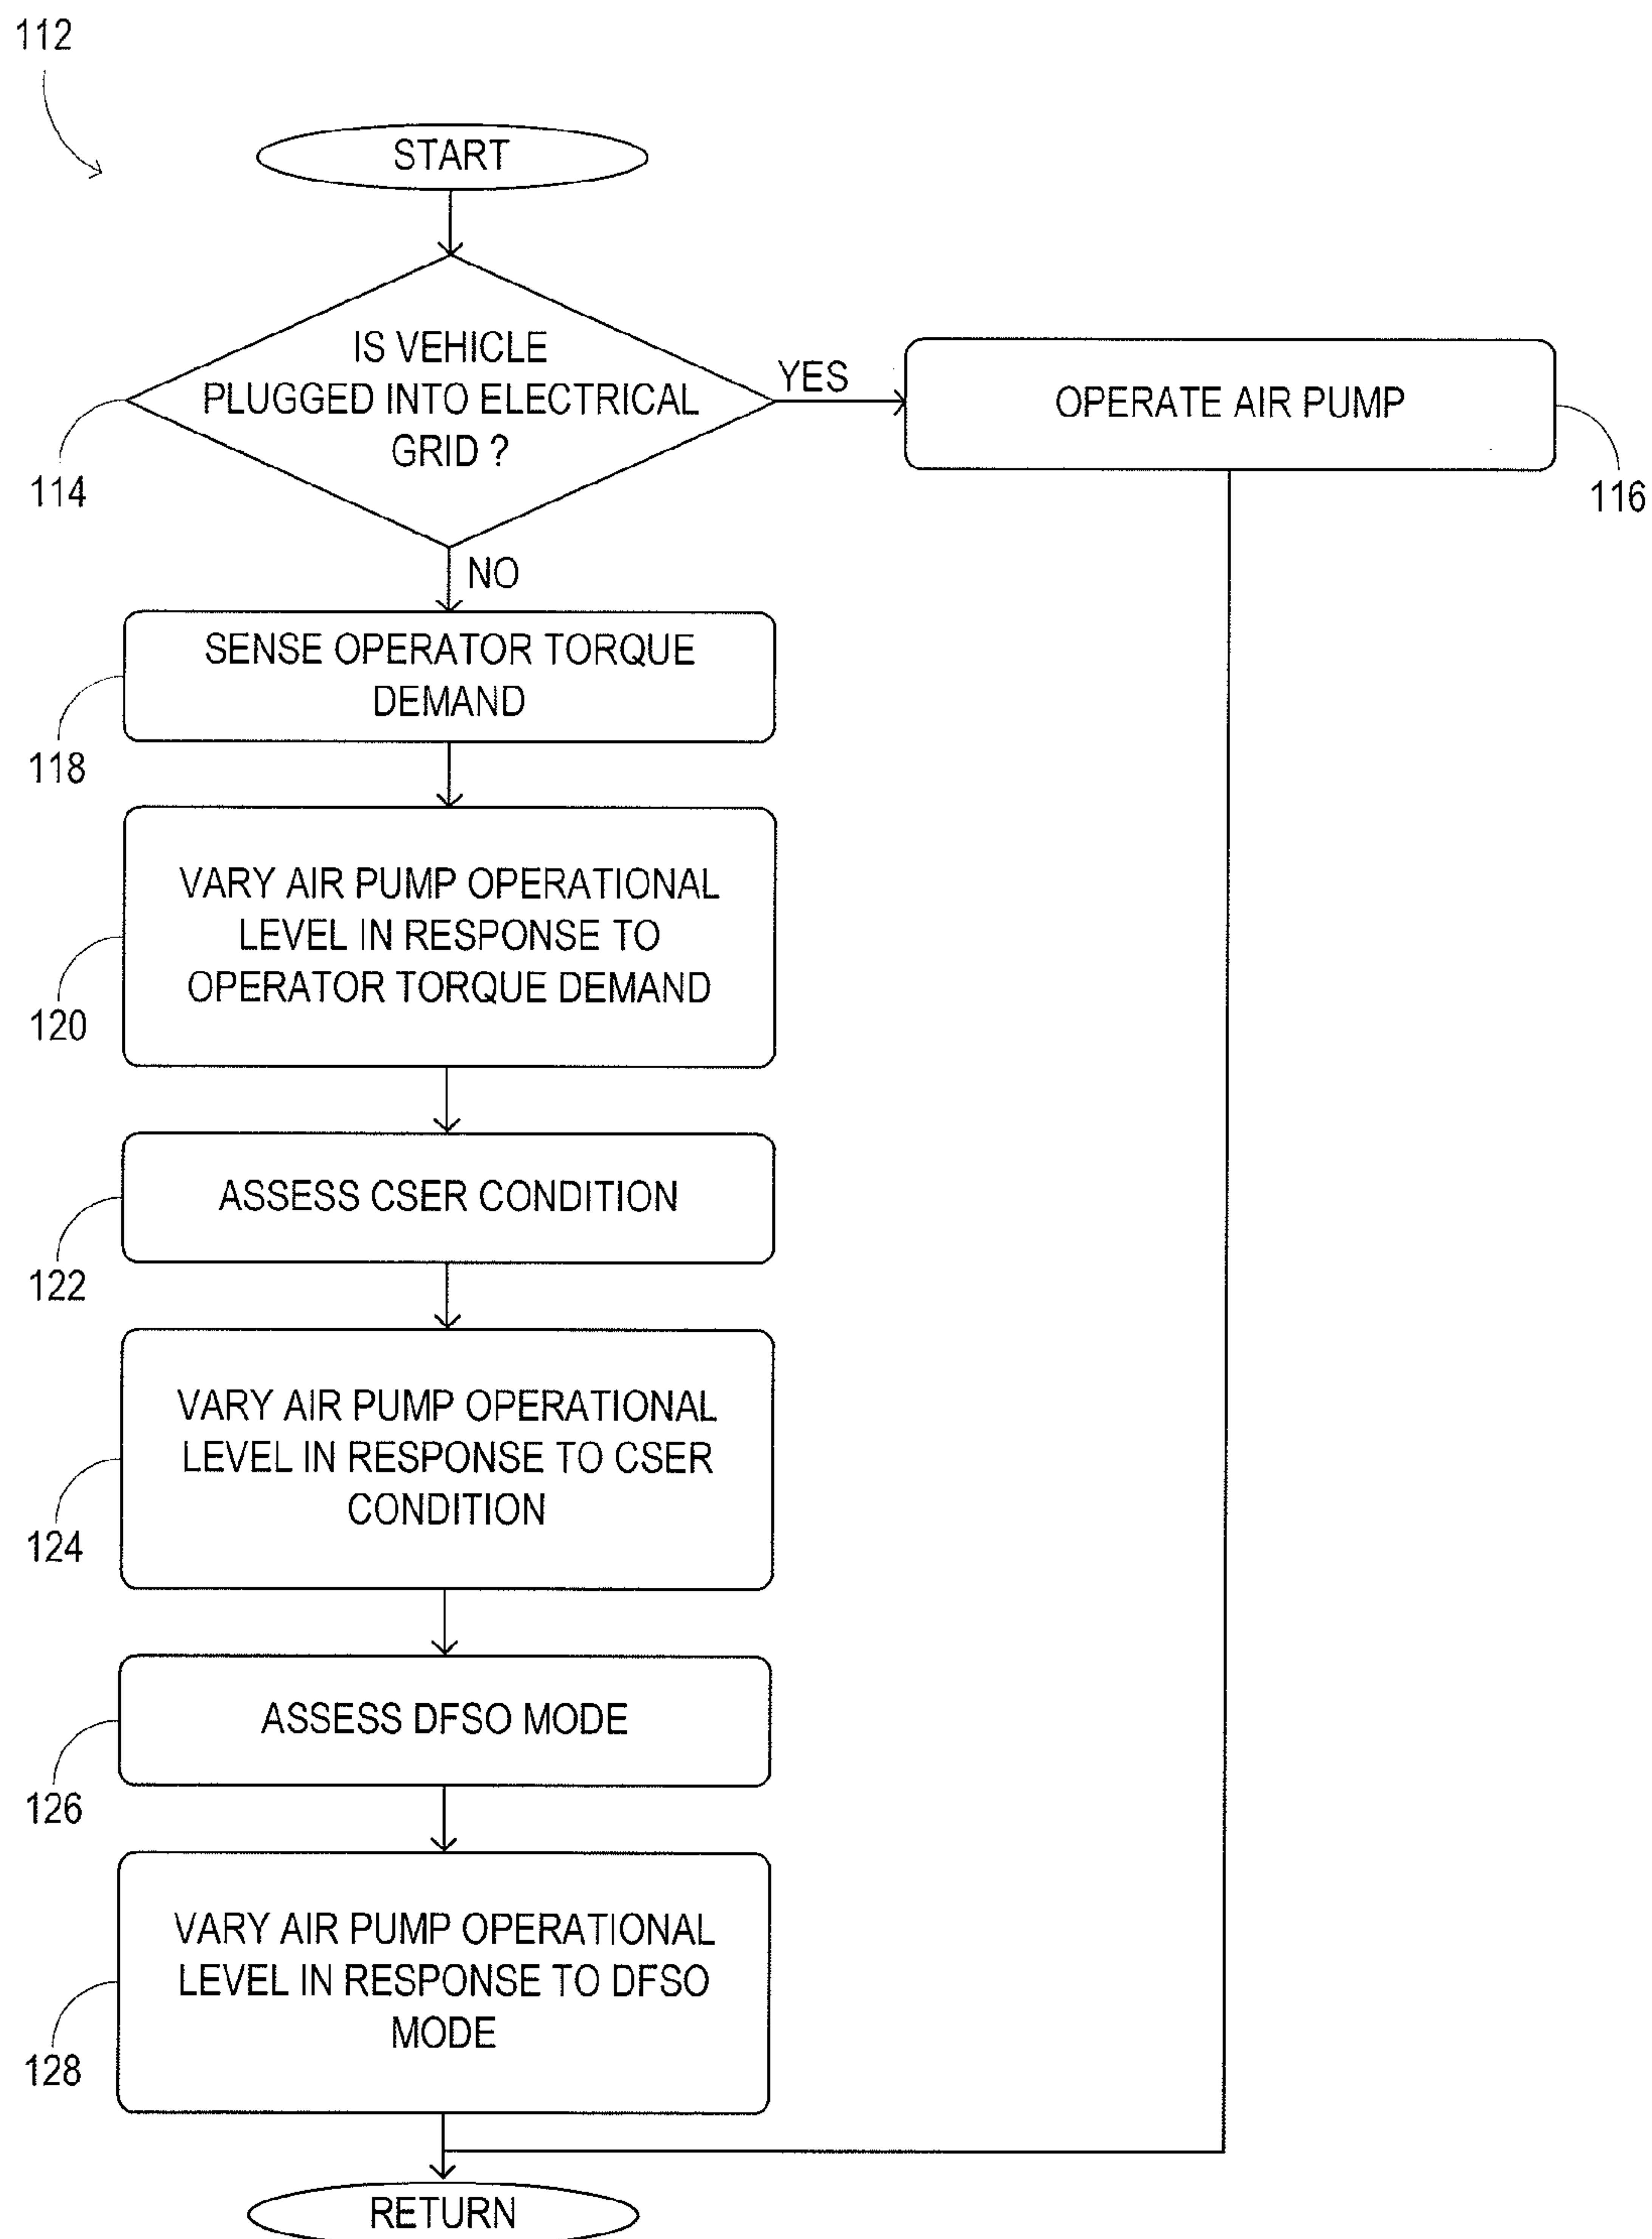 112
START
IS VEHICLE
PLUGGED INTO ELECTRICAL
GRID ?
114
YES
OPERATE AIR PUMP
116
NO
SENSE OPERATOR TORQUE
DEMAND
118
VARY AIR PUMP OPERATIONAL
LEVEL IN RESPONSE TO
OPERATOR TORQUE DEMAND
120
ASSESS CSER CONDITION
122
VARY AIR PUMP OPERATIONAL
LEVEL IN RESPONSE TO CSER
CONDITION
124
ASSESS DFSO MODE
126
VARY AIR PUMP OPERATIONAL
LEVEL IN RESPONSE TO DFSO
MODE
128
RETURN